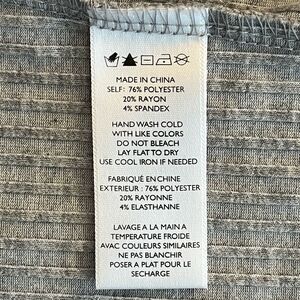 MADE IN CHINA
SELF: 76% POLYESTER
20% RAYON
4% SPANDEX
HAND WASH COLD
WITH LIKE COLORS
DO NOT BLEACH
LAY FLAT TO DRY
USE COOL IRON IF NEEDED
FABRIQUÉ EN CHINE
EXTERIEUR : 76% POLYESTER
20% RAYONNE
4% ELASTHANNE
LAVAGE A LA MAIN A
TEMPERATURE FROIDE
AVEC COULEURS SIMILAIRES
NE PAS BLANCHIR
POSER A PLAT POUR LE
SECHARGE